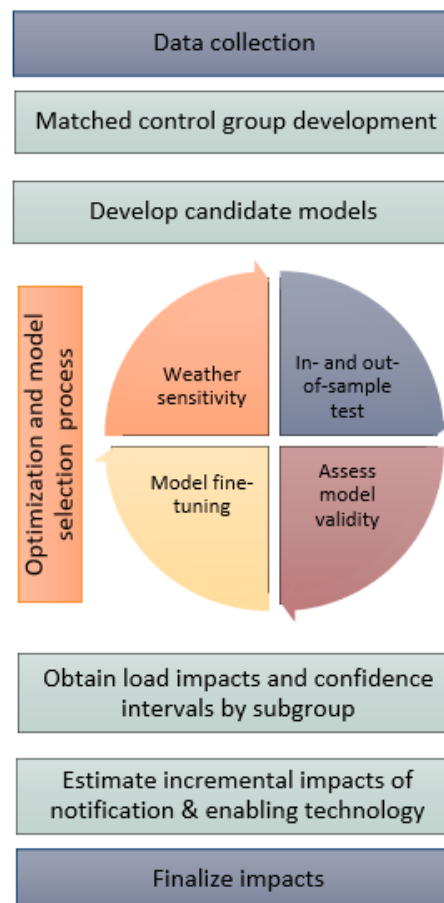 Data collection
Matched control group development
Develop candidate models
Optimization and model
selection process
Weather
sensitivity
In- and out-
of-sample
test
Model fine-
tuning
Assess
model
validity
Obtain load impacts and confidence
intervals by subgroup
Estimate incremental impacts of
notification & enabling technology
Finalize impacts